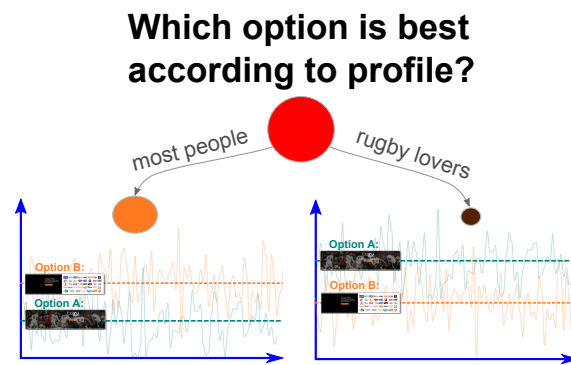 Which option is best
according to profile?
most people
rugby lovers
Option B:
Option A:
Option A:
Option B: